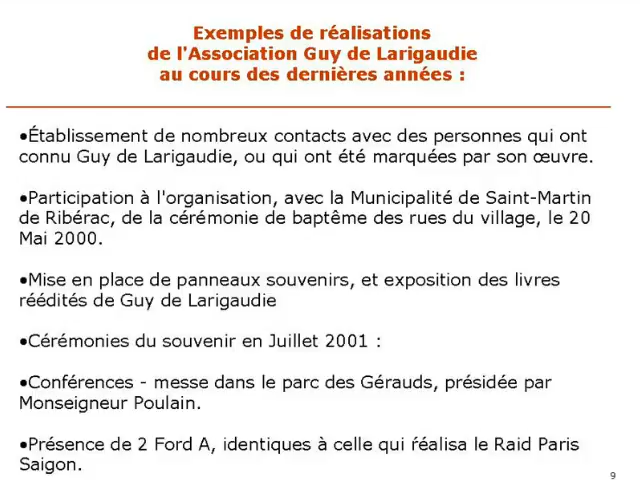 Exemples de réalisations
de l'Association Guy de Larigaudie
au cours des dernières années :
•Établissement de nombreux contacts avec des personnes qui ont
connu Guy de Larigaudie, ou qui ont été marquées par son œuvre.
•Participation à l'organisation, avec la Municipalité de Saint-Martin
de Ribérac, de la cérémonie de baptême des rues du village, le 20
Mai 2000.
•Mise en place de panneaux souvenirs, et exposition des livres
réédités de Guy de Larigaudie
•Cérémonies du souvenir en Juillet 2001 :
•Conférences - messe dans le parc des Gérauds, présidée par
Monseigneur Poulain.
•Présence de 2 Ford A, identiques à celle qui ŕéalisa le Raid Paris
Saigon.
9